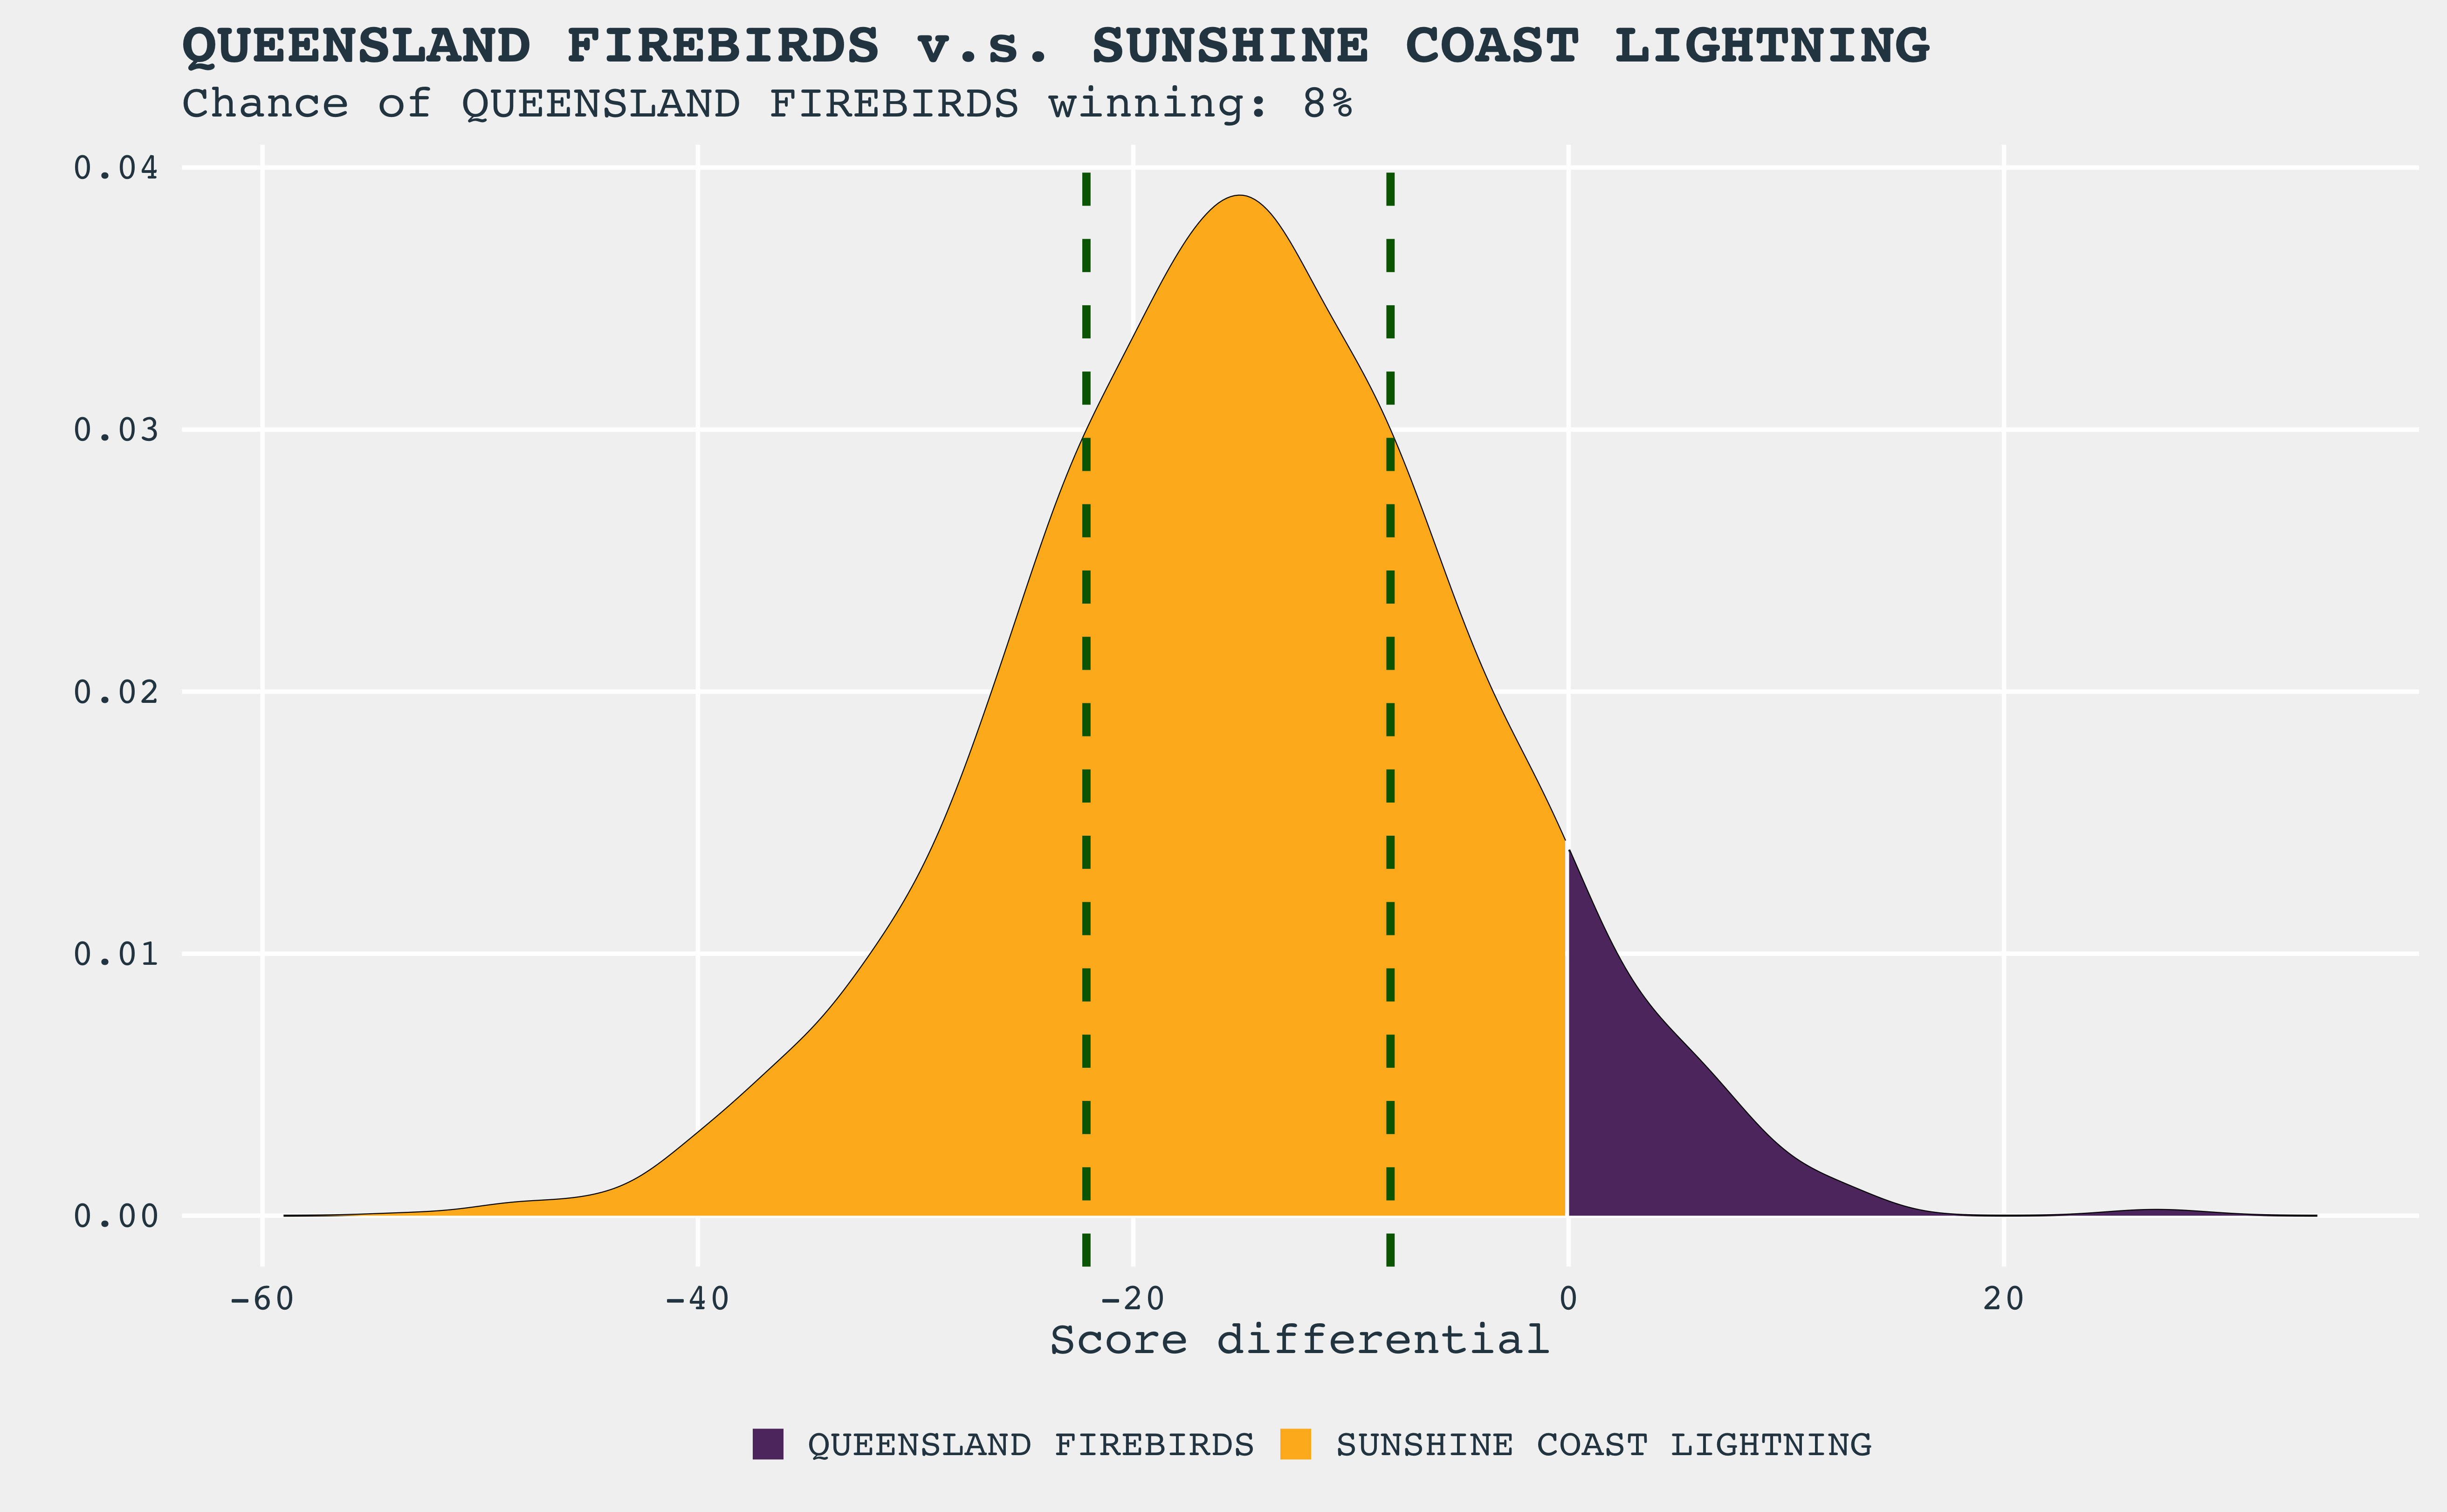 QUEENSLAND FIREBIRDS v.s. SUNSHINE COAST LIGHTNING
Chance of QUEENSLAND FIREBIRDS winning: 8%
0.04
0.03
0.02
0.01
0.00
-60 -40 -20 0 20
Score differential
QUEENSLAND FIREBIRDS SUNSHINE COAST LIGHTNING